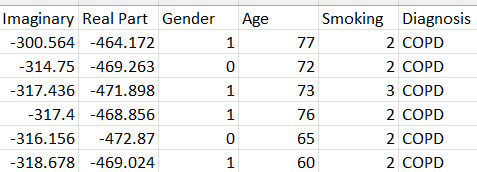 Imaginary Real Part Gender Age Smoking Diagnosis
-300.564 -464.172 1 77 2 COPD
-314.75 -469.263 0 72 2 COPD
-317.436 -471.898 1 73 3 COPD
-317.4 -468.856 1 76 2 COPD
-316.156 -472.87 0 65 2 COPD
-318.678 -469.024 1 60 2 COPD